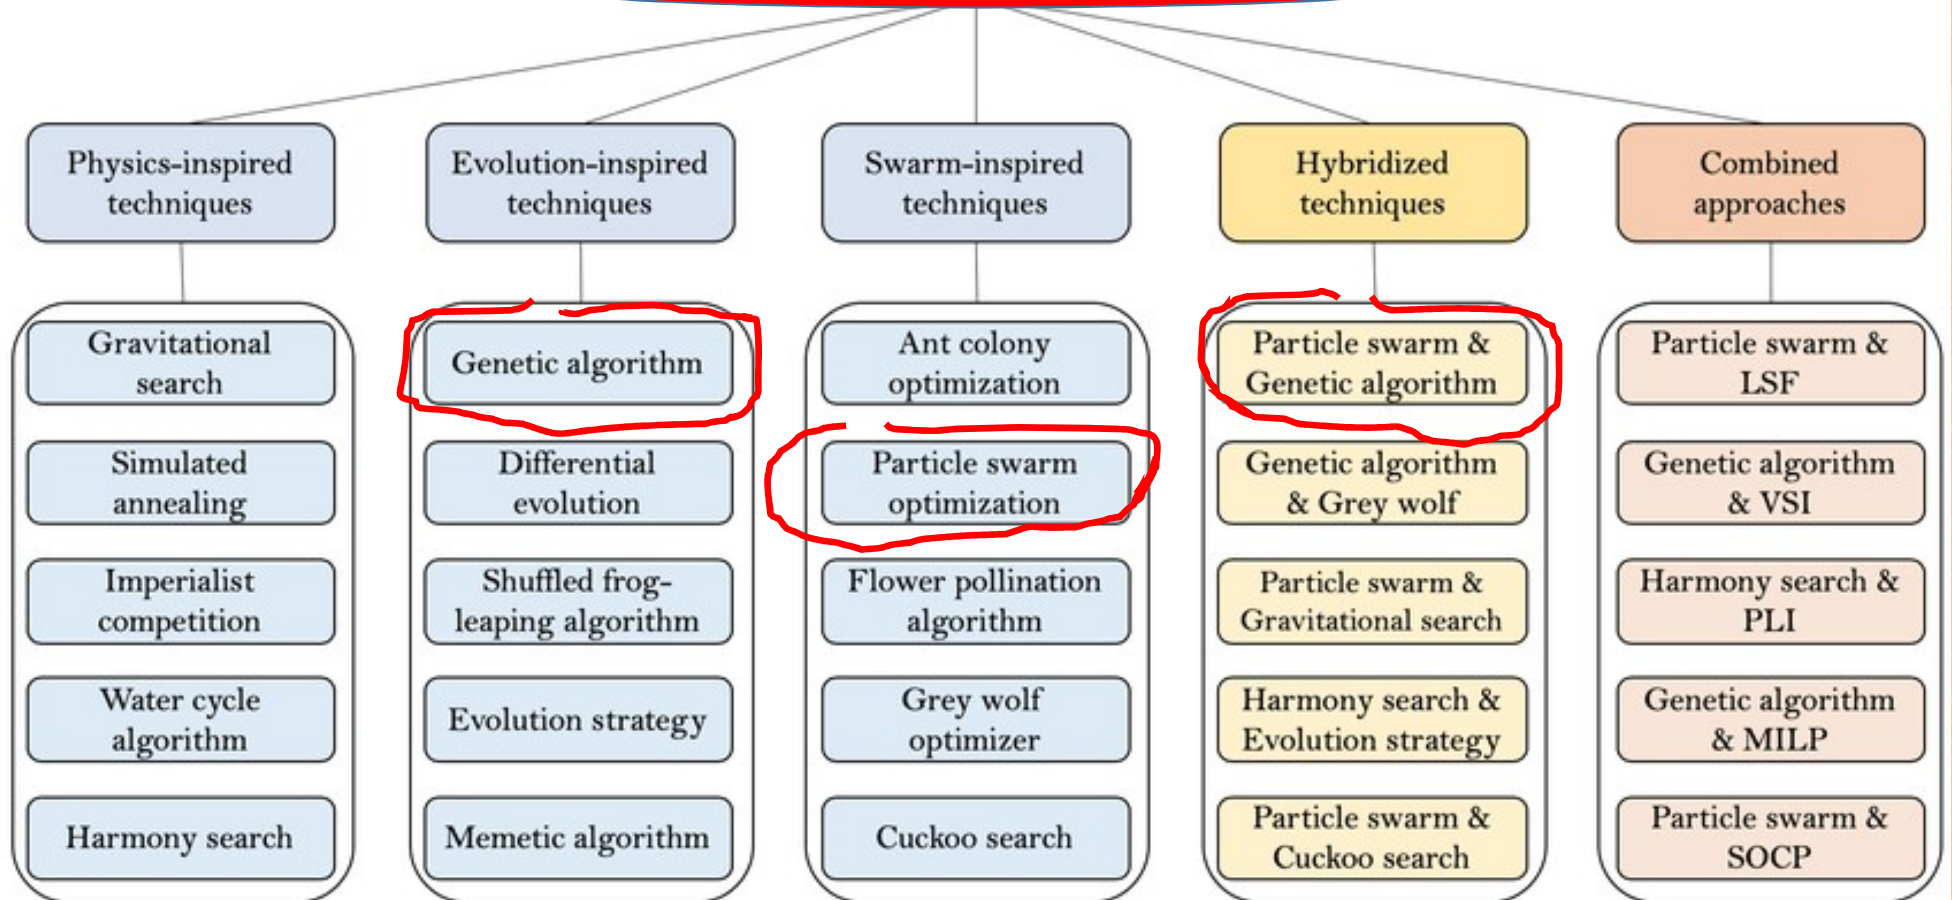 Physics-inspired
techniques
Evolution-inspired
techniques
Swarm-inspired
techniques
Hybridized
techniques
Combined
approaches
Gravitational
search
Simulated
annealing
Imperialist
competition
Water cycle
algorithm
Harmony search
Genetic algorithm
Differential
evolution
Shuffled frog-
leaping algorithm
Evolution strategy
Memetic algorithm
Ant colony
optimization
Particle swarm
optimization
Flower pollination
algorithm
Grey wolf
optimizer
Cuckoo search
Particle swarm &
Genetic algorithm
Genetic algorithm
& Grey wolf
Particle swarm &
Gravitational search
Harmony search &
Evolution strategy
Particle swarm &
Cuckoo search
Particle swarm &
LSF
Genetic algorithm
& VSI
Harmony search &
PLI
Genetic algorithm
& MILP
Particle swarm &
SOCP